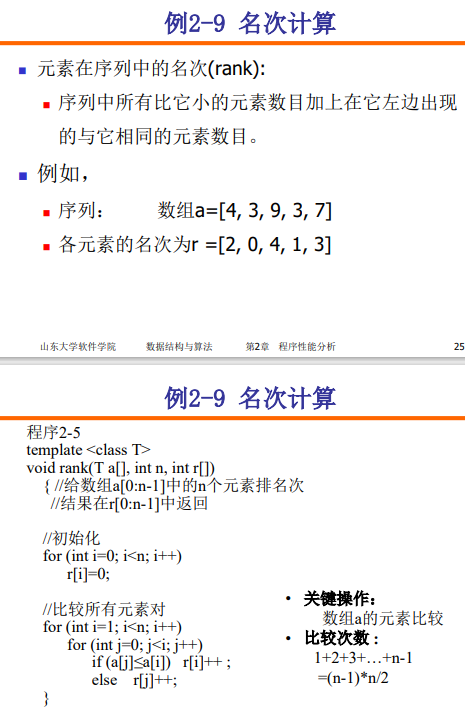 例2-9 名次计算
元素在序列中的名次(rank):
序列中所有比它小的元素数目加上在它左边出现
的与它相同的元素数目。
例如，
序列： 数组a=[4, 3, 9, 3, 7]
各元素的名次为r =[2, 0, 4, 1, 3]
山东大学软件学院 数据结构与算法 第2章 程序性能分析 25
例2-9 名次计算
程序2-5
template <class T>
void rank(T a[], int n, int r[])
{ //给数组a[0:n-1]中的n个元素排名次
//结果在r[0:n-1]中返回
//初始化
for (int i=0; i<n; i++)
r[i]=0;
//比较所有元素对
for (int i=1; i<n; i++)
for (int j=0; j<i; j++)
if (a[j]≤a[i]) r[i]++ ;
else r[j]++;
}
• 关键操作：
数组a的元素比较
• 比较次数：
1+2+3+…+n-1
=(n-1)*n/2